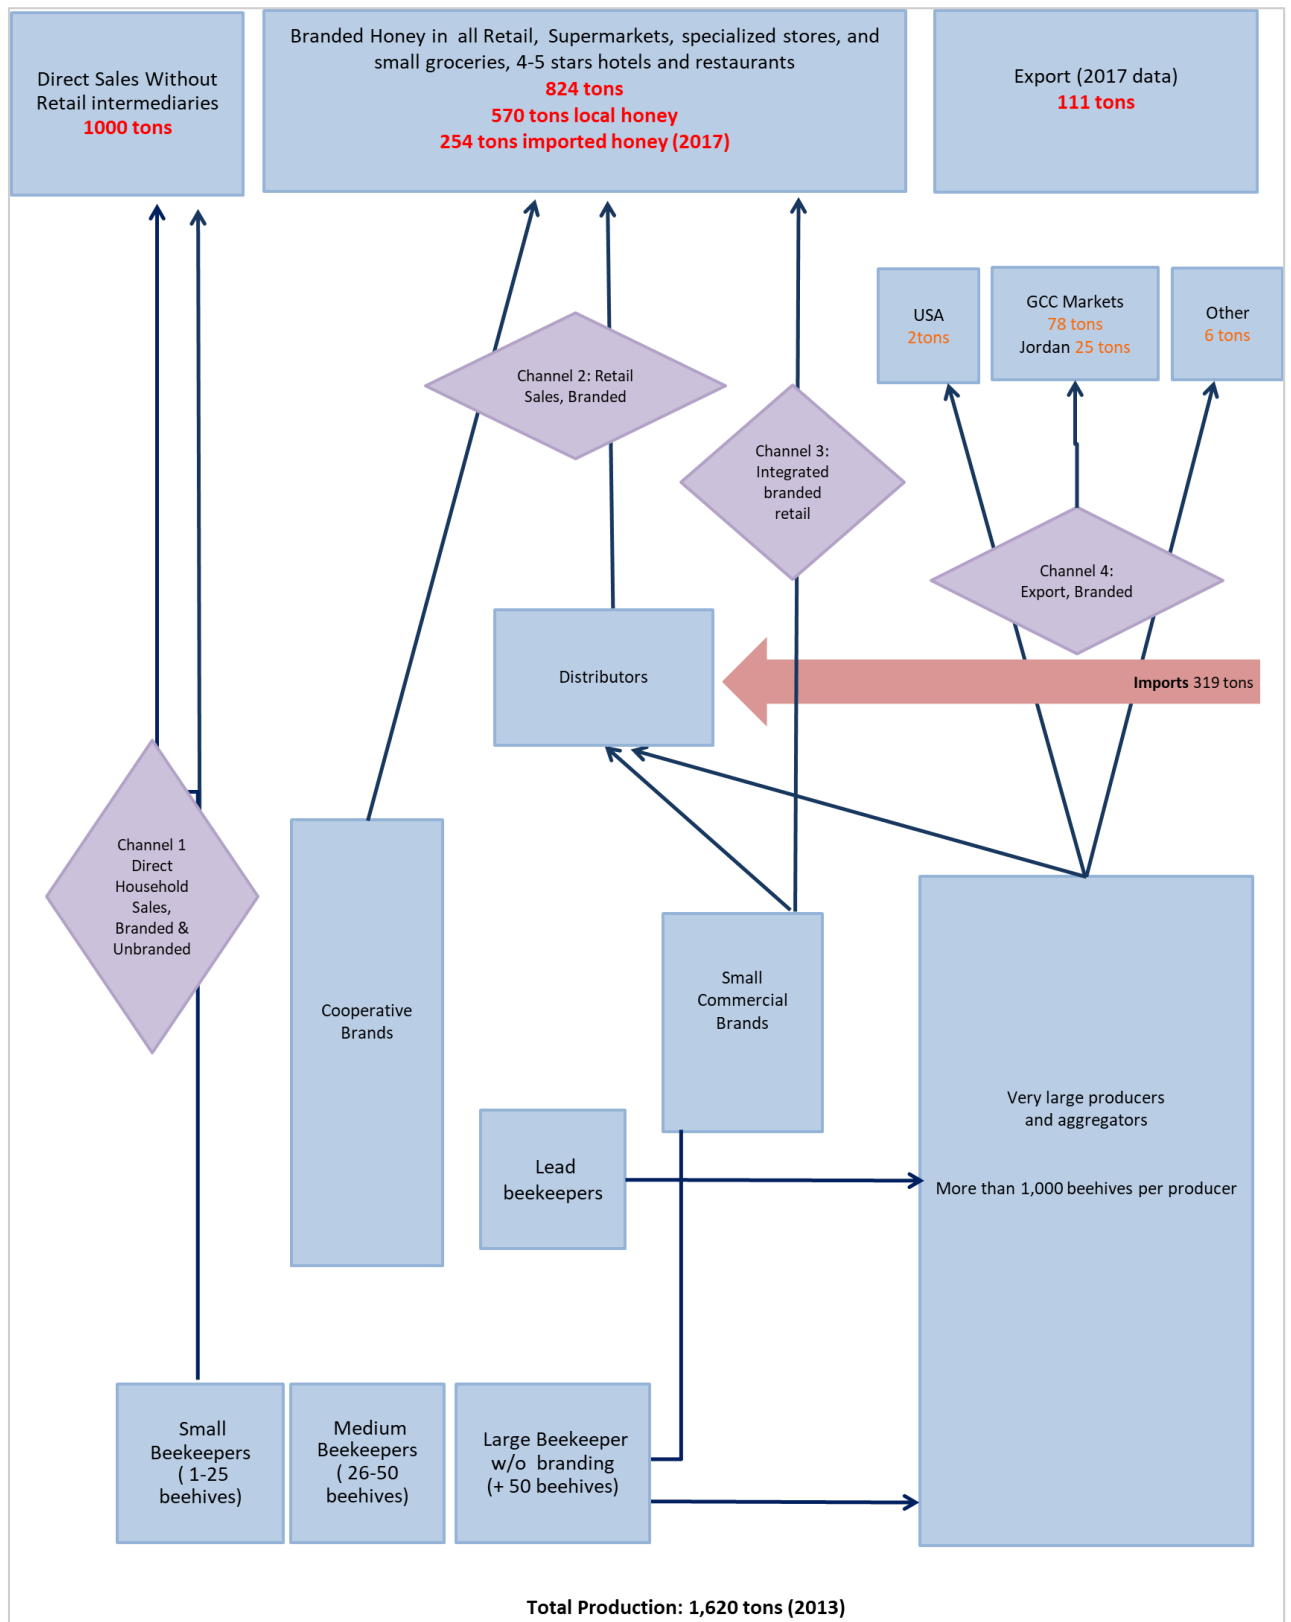 Direct Sales Without
Retail intermediaries
1000 tons
Branded Honey in all Retail, Supermarkets, specialized stores, and
small groceries, 4-5 stars hotels and restaurants
824 tons
570 tons local honey
254 tons imported honey (2017)
Export (2017 data)
111 tons
USA
2tons
GCC Markets
78 tons
Jordan 25 tons
Other
6 tons
Channel 2: Retail
Sales, Branded
Channel 3:
Integrated
branded
retail
Channel 4:
Export, Branded
Distributors
Imports 319 tons
Channel 1
Direct
Household
Sales,
Branded &
Unbranded
Cooperative
Brands
Small
Commercial
Brands
Very large producers
and aggregators
More than 1,000 beehives per producer
Lead
beekeepers
Small
Beekeepers
( 1-25
beehives)
Medium
Beekeepers
( 26-50
beehives)
Large Beekeeper
w/o branding
(+ 50 beehives)
Total Production: 1,620 tons (2013)